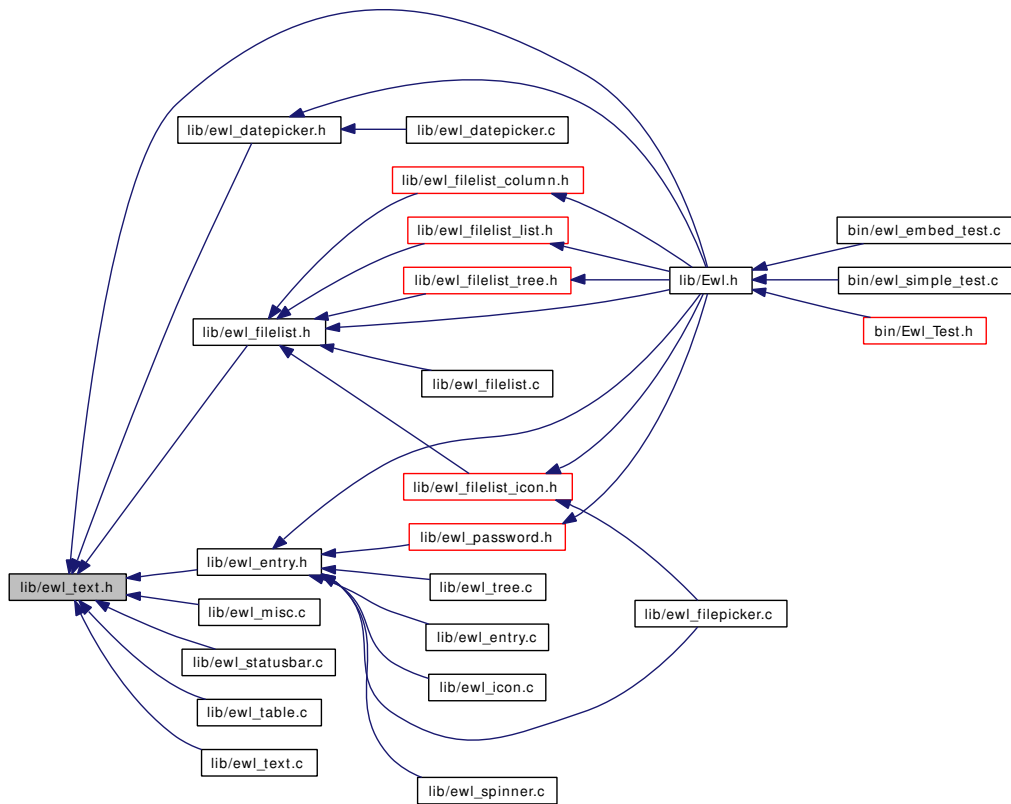 lib/ewl_datepicker.h
lib/ewl_datepicker.c
lib/ewl_filelist_column.h
lib/ewl_filelist_list.h
bin/ewl_embed_test.c
lib/ewl_filelist_tree.h
lib/Ewl.h
bin/ewl_simple_test.c
lib/ewl_filelist.h
bin/Ewl_Test.h
lib/ewl_filelist.c
lib/ewl_filelist_icon.h
lib/ewl_password.h
lib/ewl_entry.h
lib/ewl_text.h
lib/ewl_tree.c
lib/ewl_misc.c
lib/ewl_filepicker.c
lib/ewl_entry.c
lib/ewl_statusbar.c
lib/ewl_icon.c
lib/ewl_table.c
lib/ewl_text.c
lib/ewl_spinner.c